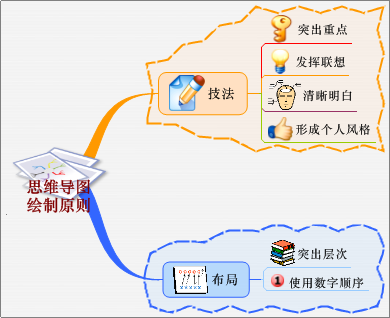 思维导图
绘制原则
技法
突出重点
发挥联想
清晰明白
形成个人风格
布局
突出层次
1 使用数字顺序